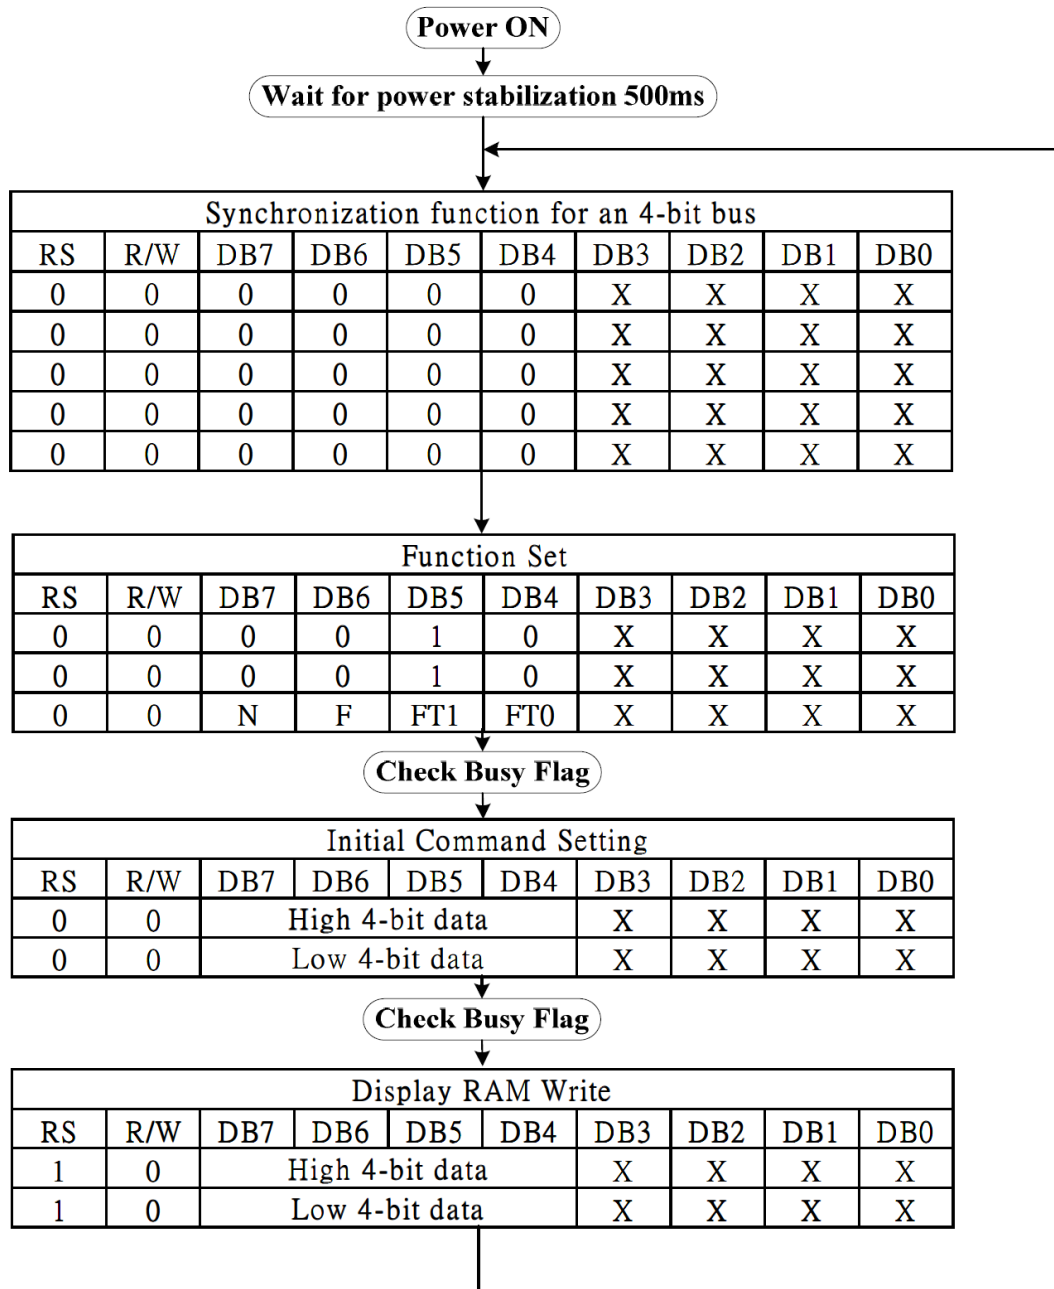 Power ON
Wait for power stabilization 500ms
Synchronization function for an 4-bit bus
RS R/W DB7 DB6 DB5 DB4 DB3 DB2 DB1 DB0
0 0 0 0 0 0 X X X X
0 0 0 0 0 0 X X X X
0 0 0 0 0 0 X X X X
0 0 0 0 0 0 X X X X
0 0 0 0 0 0 X X X X
Function Set
RS R/W DB7 DB6 DB5 DB4 DB3 DB2 DB1 DB0
0 0 0 0 1 0 X X X X
0 0 0 0 1 0 X X X X
0 0 N F FT1 FT0 X X X X
Check Busy Flag
Initial Command Setting
RS R/W DB7 DB6 DB5 DB4 DB3 DB2 DB1 DB0
0 0 High 4-bit data X X X X
0 0 Low 4-bit data X X X X
Check Busy Flag
Display RAM Write
RS R/W DB7 DB6 DB5 DB4 DB3 DB2 DB1 DB0
1 0 High 4-bit data X X X X
1 0 Low 4-bit data X X X X